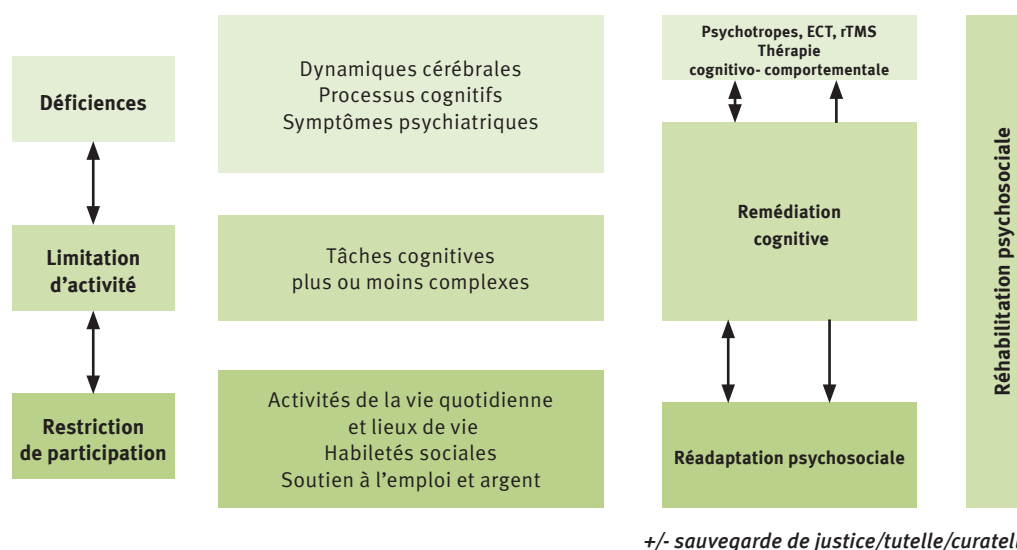 Déficiences
Limitation
d’activité
Restriction
de participation
Dynamiques cérébrales
Processus cognitifs
Symptômes psychiatriques
Tâches cognitives
plus ou moins complexes
Activités de la vie quotidienne
et lieux de vie
Habiletés sociales
Soutien à l’emploi et argent
Psychotropes, ECT, rTMS
Thérapie
cognitivo- comportementale
Remédiation
cognitive
Réadaptation psychosociale
Réhabilitation psychosociale
+/- sauvegarde de justice/tutelle/curatell